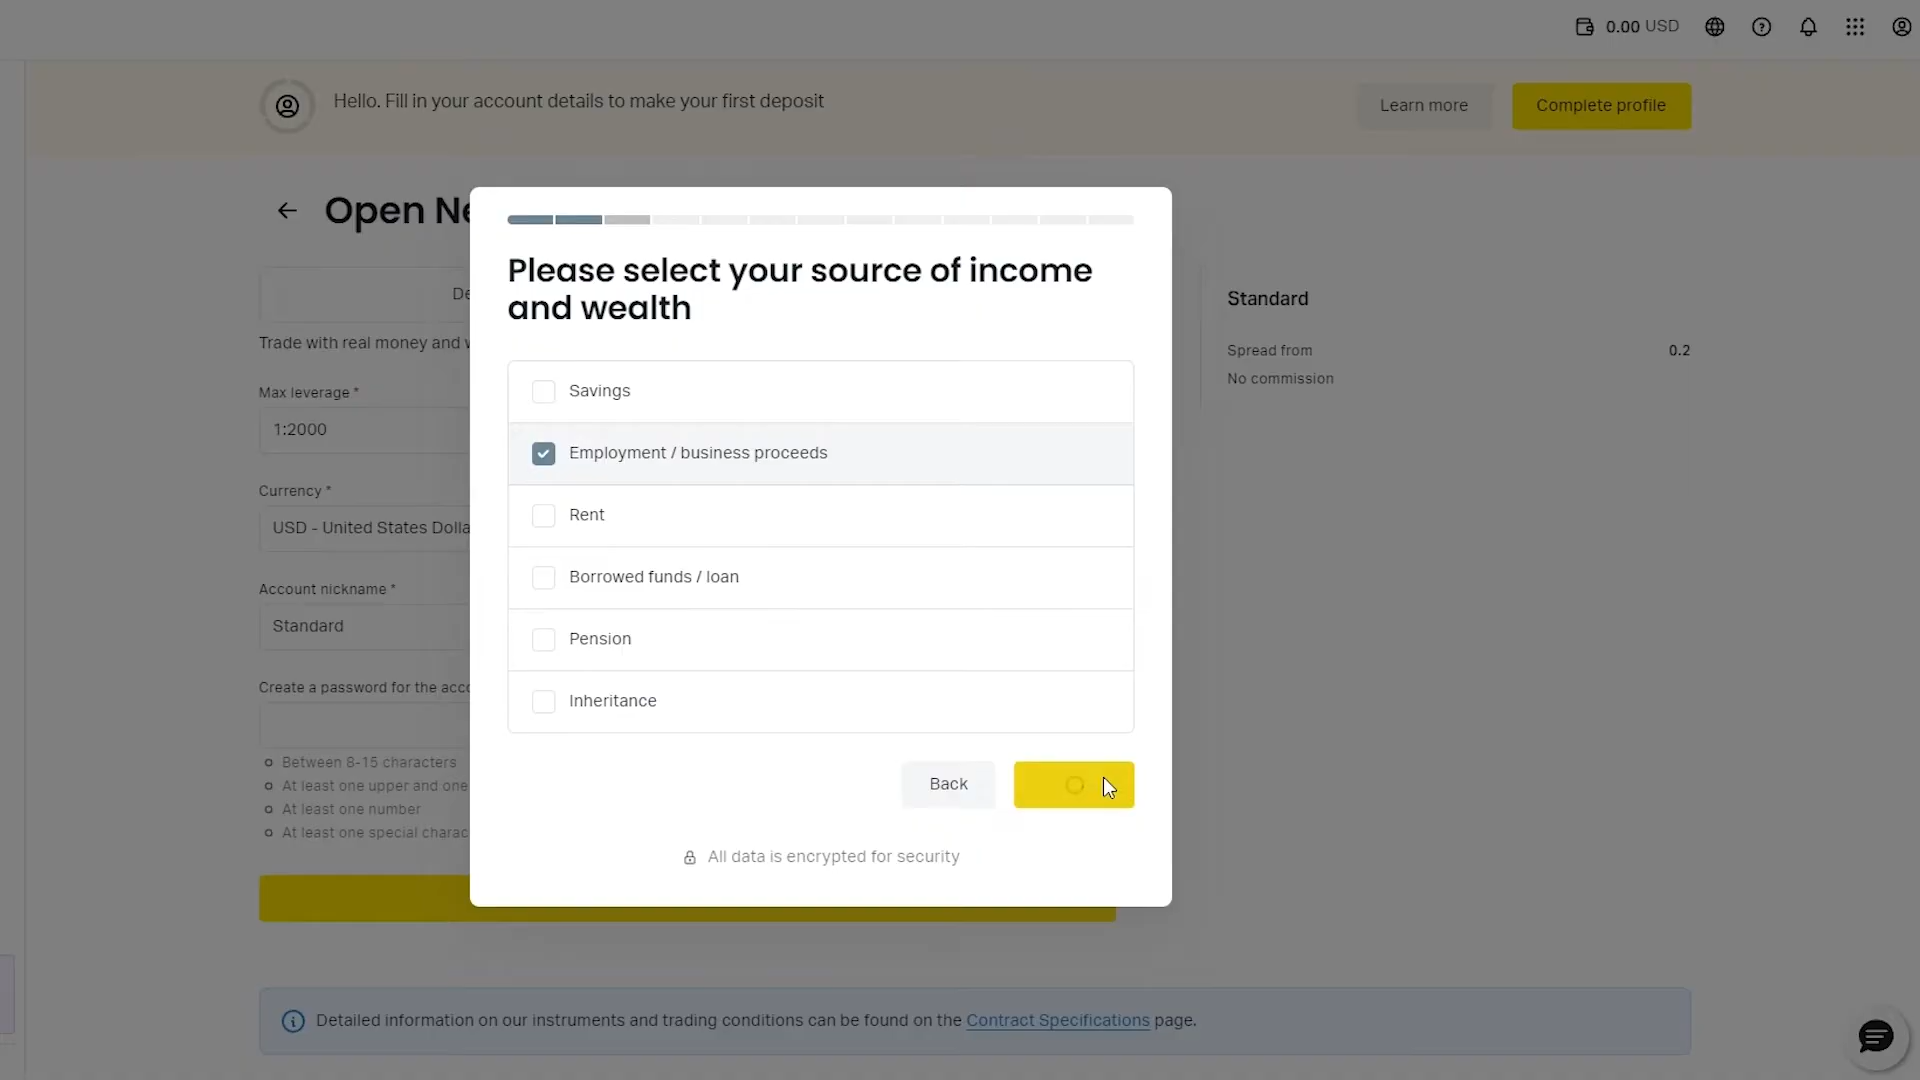 0.00 USD
Hello. Fill in your account details to make your first deposit
Learn more
Complete profile
Open Ne
De
Trade with real money and w
Max leverage *
1:2000
Currency *
USD - United States Dolla
Account nickname *
Standard
Create a password for the acco
Between 8-15 characters
At least one upper and one
At least one number
At least one special charac
Please select your source of income
and wealth
Savings
Employment / business proceeds
Rent
Borrowed funds / loan
Pension
Inheritance
Back
All data is encrypted for security
Standard
Spread from 0.2
No commission
Detailed information on our instruments and trading conditions can be found on the Contract Specifications page.